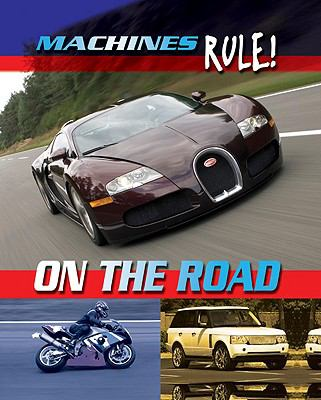 MACHINES RULE!
ON THE ROAD